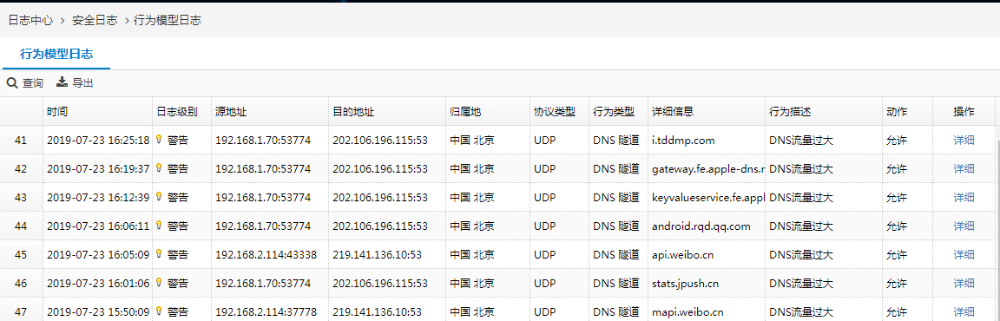 日志中心 > 安全日志 > 行为模型日志
行为模型日志
查询 导出
时间 日志级别 源地址 目的地址 归属地 协议类型 行为类型 详细信息 行为描述 动作 操作
41 2019-07-23 16:25:18 警告 192.168.1.70:53774 202.106.196.115:53 中国 北京 UDP DNS 隧道 i.tddmp.com DNS流量过大 允许 详细
42 2019-07-23 16:19:37 警告 192.168.1.70:53774 202.106.196.115:53 中国 北京 UDP DNS 隧道 gateway.fe.apple-dns.r DNS流量过大 允许 详细
43 2019-07-23 16:12:39 警告 192.168.1.70:53774 202.106.196.115:53 中国 北京 UDP DNS 隧道 keyvalueservice.fe.appl DNS流量过大 允许 详细
44 2019-07-23 16:06:11 警告 192.168.1.70:53774 202.106.196.115:53 中国 北京 UDP DNS 隧道 android.rqd.qq.com DNS流量过大 允许 详细
45 2019-07-23 16:05:09 警告 192.168.2.114:43338 219.141.136.10:53 中国 北京 UDP DNS 隧道 api.weibo.cn DNS流量过大 允许 详细
46 2019-07-23 16:01:06 警告 192.168.1.70:53774 202.106.196.115:53 中国 北京 UDP DNS 隧道 stats.jpush.cn DNS流量过大 允许 详细
47 2019-07-23 15:50:09 警告 192.168.2.114:37778 219.141.136.10:53 中国 北京 UDP DNS 隧道 mapi.weibo.cn DNS流量过大 允许 详细